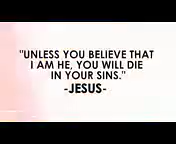 "UNLESS YOU BELIEVE THAT
I AM HE, YOU WILL DIE
IN YOUR SINS."
-JESUS-